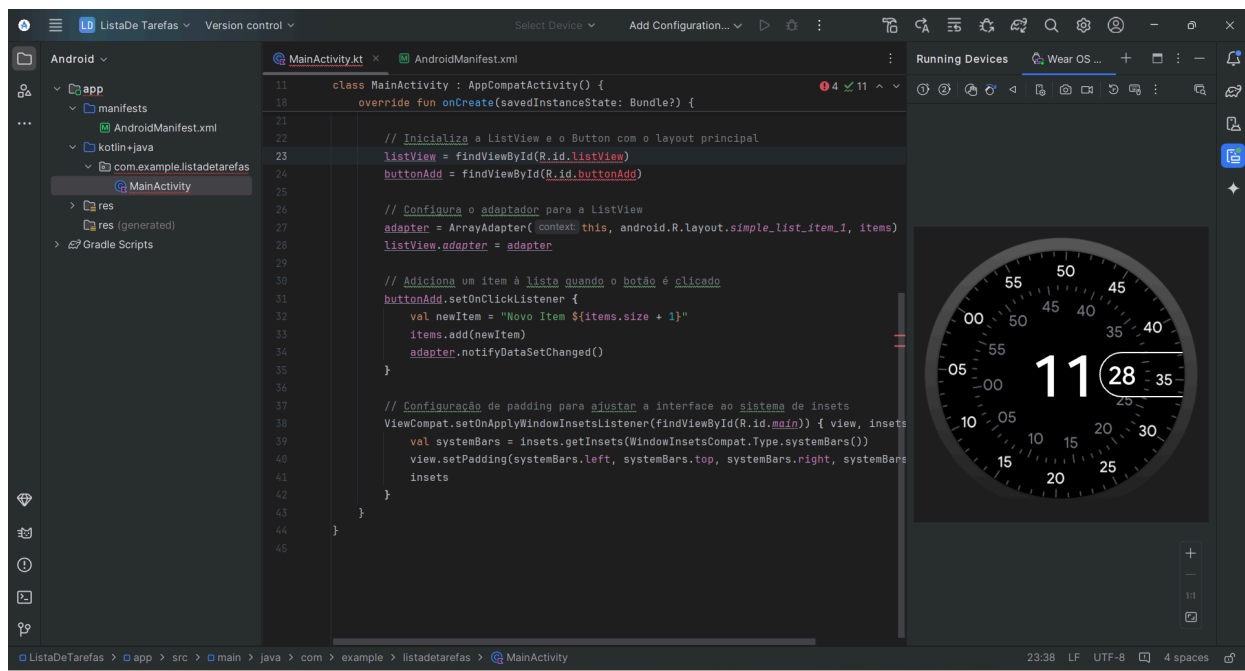 LD ListaDe Tarefas Version control Select Device Add Configuration...
Android
MainActivity.kt AndroidManifest.xml
Running Devices Wear OS ...
app
manifests
AndroidManifest.xml
kotlin+java
com.example.listadetarefas
MainActivity
res
res (generated)
Gradle Scripts
4 11
11 class MainActivity : AppCompatActivity() {
18 override fun onCreate(savedInstanceState: Bundle?) {
21
22 // Inicializa a ListView e o Button com o layout principal
23 listView = findViewById(R.id.listView)
24 buttonAdd = findViewById(R.id.buttonAdd)
25
26 // Configura o adaptador para a ListView
27 adapter = ArrayAdapter( context: this, android.R.layout.simple_list_item_1, items)
28 listView.adapter = adapter
29
30 // Adiciona um item à lista quando o botão é clicado
31 buttonAdd.setOnClickListener {
32 val newItem = "Novo Item ${items.size + 1}"
33 items.add(newItem)
34 adapter.notifyDataSetChanged()
35 }
36
37 // Configuração de padding para ajustar a interface ao sistema de insets
38 ViewCompat.setOnApplyWindowInsetsListener(findViewById(R.id.main)) { view, insets
39 val systemBars = insets.getInsets(WindowInsetsCompat.Type.systemBars())
40 view.setPadding(systemBars.left, systemBars.top, systemBars.right, systemBars
41 insets
42 }
43 }
44 }
45
50
55 45
45 40
00 50 35 40
55
05 11 28 35
00 25
10 05 20 30
10 15
15 25
20
1:1
ListaDeTarefas > app > src > main > java > com > example > listadetarefas > MainActivity
23:38 LF UTF-8 4 spaces